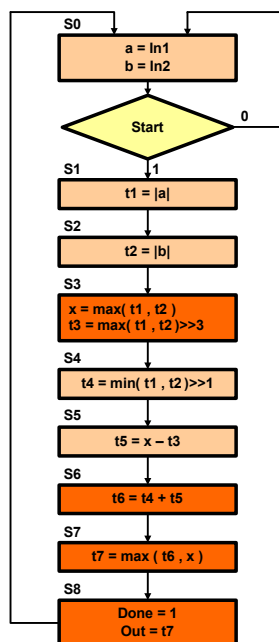 S0
a = In1
b = In2
Start
0
1
S1
t1 = |a|
S2
t2 = |b|
S3
x = max( t1 , t2 )
t3 = max( t1 , t2 )>>3
S4
t4 = min( t1 , t2 )>>1
S5
t5 = x – t3
S6
t6 = t4 + t5
S7
t7 = max ( t6 , x )
S8
Done = 1
Out = t7